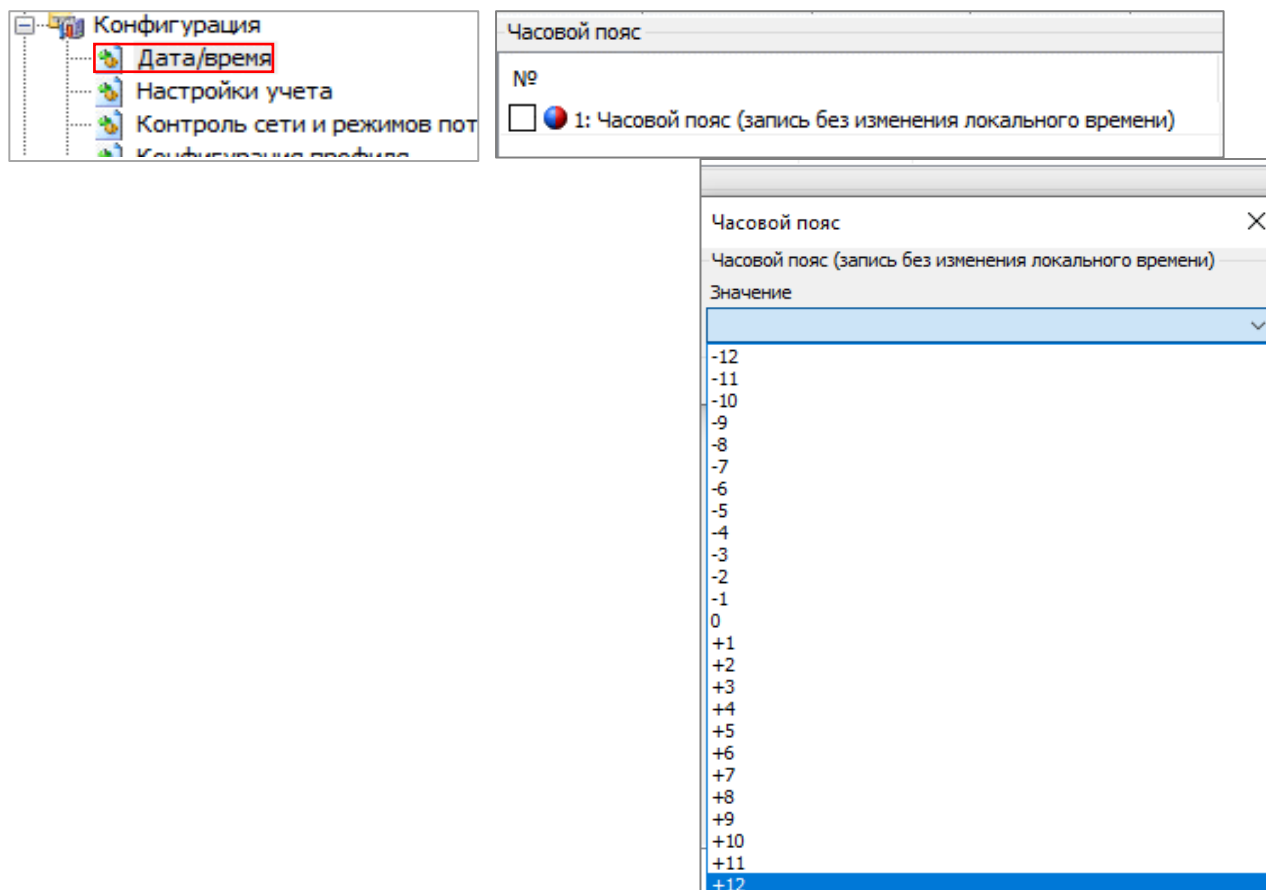 Конфигурация
Дата/время
Настройки учета
Контроль сети и режимов пот
Конфигурация профиля
Часовой пояс
№
1: Часовой пояс (запись без изменения локального времени)
Часовой пояс
Часовой пояс (запись без изменения локального времени)
Значение
-12
-11
-10
-9
-8
-7
-6
-5
-4
-3
-2
-1
0
+1
+2
+3
+4
+5
+6
+7
+8
+9
+10
+11
+12